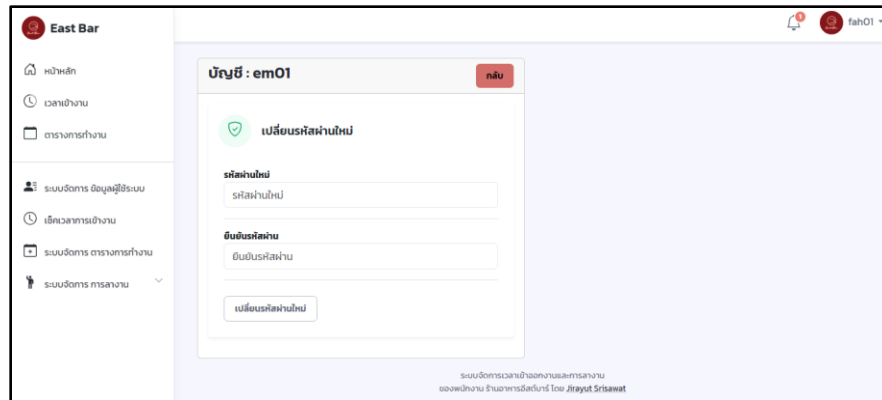 East Bar
1
fah01
หน้าหลัก
เวลาเข้างาน
ตารางการทำงาน
ระบบจัดการ ข้อมูลผู้ใช้ระบบ
เช็คเวลาการเข้างาน
ระบบจัดการ ตารางการทำงาน
ระบบจัดการ การลางาน
บัญชี : em01
กลับ
เปลี่ยนรหัสผ่านใหม่
รหัสผ่านใหม่
รหัสผ่านใหม่
ยืนยันรหัสผ่าน
ยืนยันรหัสผ่าน
เปลี่ยนรหัสผ่านใหม่
ระบบจัดการเวลาเข้าออกงานและการลางาน
ของพนักงาน ร้านอาหารอีสต์บาร์ โดย Jirayut Srisawat